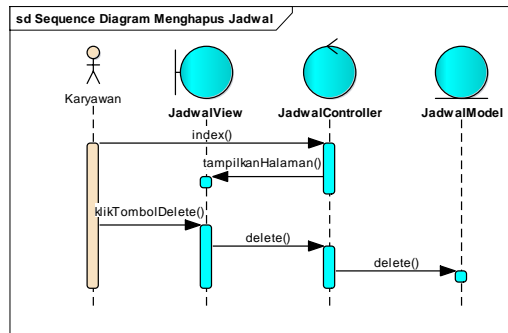 sd Sequence Diagram Menghapus Jadwal
Karyawan
JadwalView
JadwalController
JadwalModel
index()
tampilkanHalaman()
klikTombolDelete()
delete()
delete()